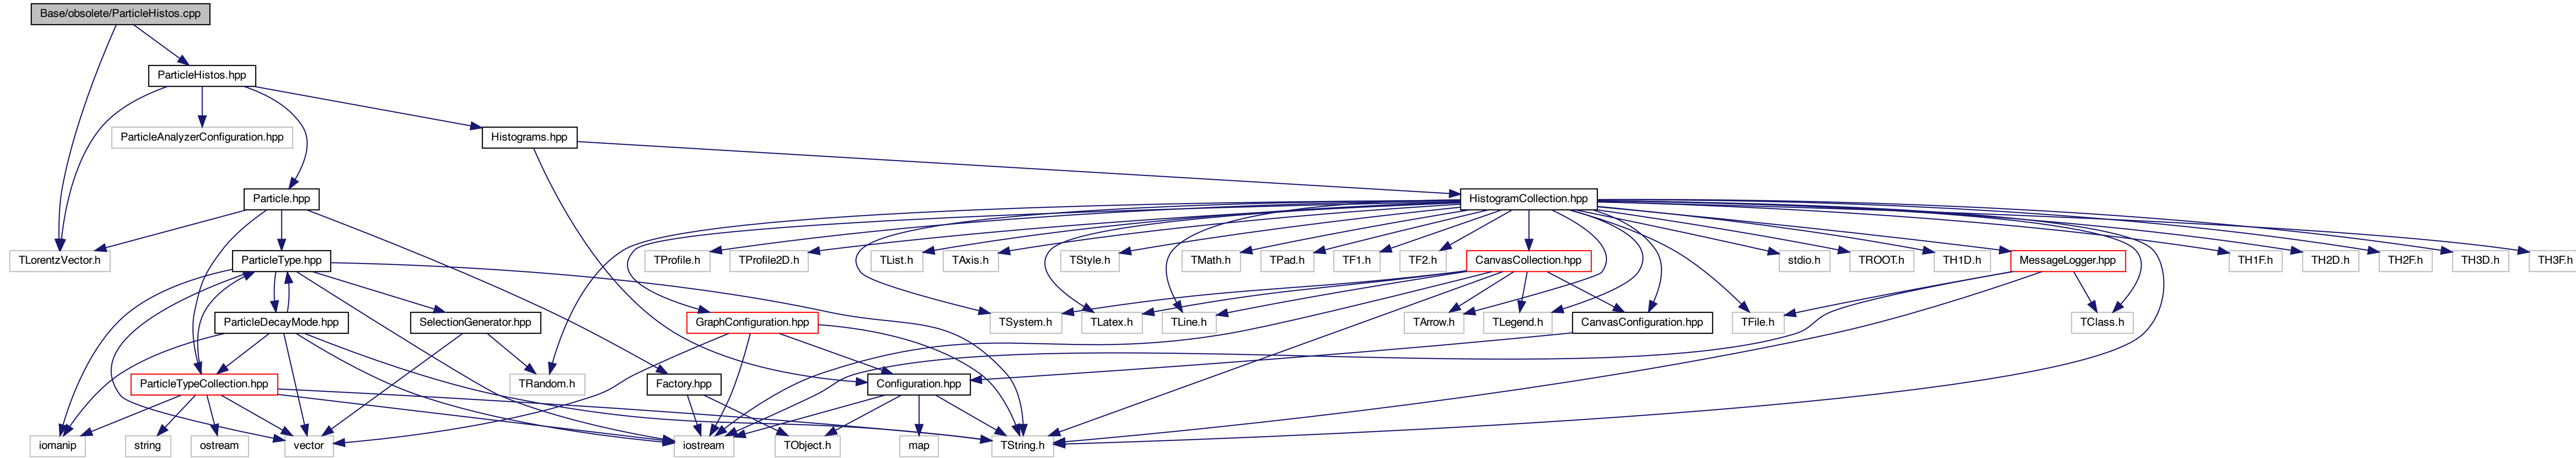 Base/obsolete/ParticleHistos.cpp
ParticleHistos.hpp
ParticleAnalyzerConfiguration.hpp
Histograms.hpp
Particle.hpp
HistogramCollection.hpp
TLorentzVector.h
ParticleType.hpp
TProfile.h
TProfile2D.h
TList.h
TAxis.h
TStyle.h
TMath.h
TPad.h
TF1.h
TF2.h
CanvasCollection.hpp
stdio.h
TROOT.h
TH1D.h
MessageLogger.hpp
TH1F.h
TH2D.h
TH2F.h
TH3D.h
TH3F.h
ParticleDecayMode.hpp
SelectionGenerator.hpp
GraphConfiguration.hpp
TSystem.h
TLatex.h
TLine.h
TArrow.h
TLegend.h
CanvasConfiguration.hpp
TFile.h
TClass.h
ParticleTypeCollection.hpp
TRandom.h
Factory.hpp
Configuration.hpp
iomanip
string
ostream
vector
iostream
TObject.h
map
TString.h